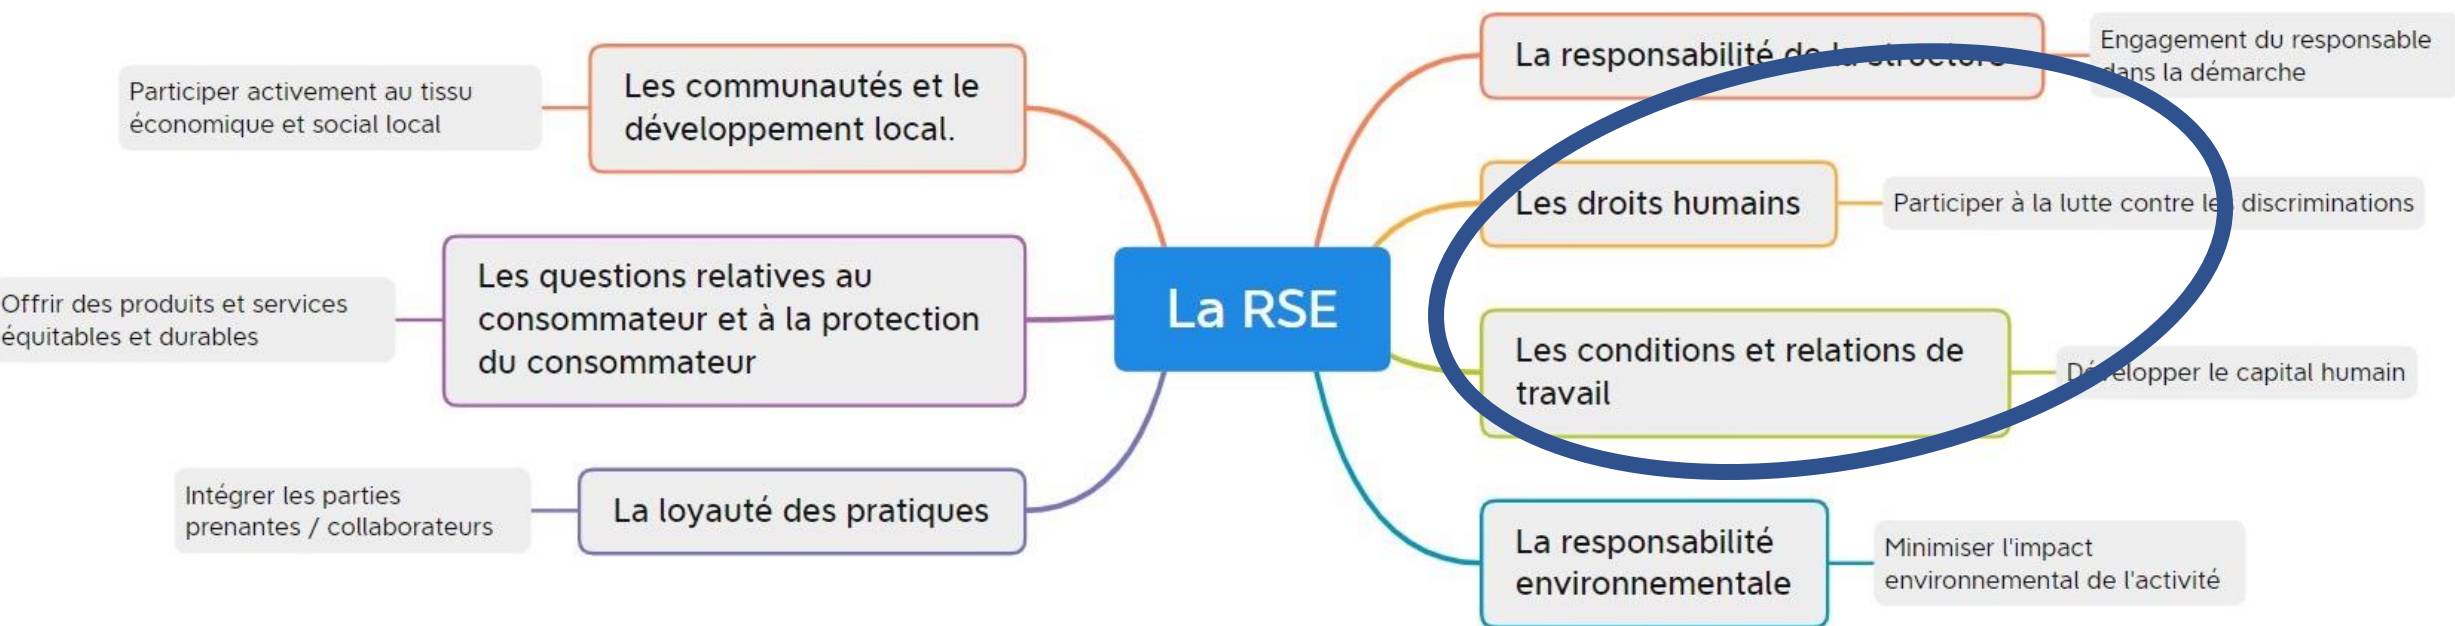 Participer activement au tissu
économique et social local
Les communautés et le
développement local.
Offrir des produits et services
équitables et durables
Les questions relatives au
consommateur et à la protection
du consommateur
Intégrer les parties
prenantes / collaborateurs
La loyauté des pratiques
La RSE
La responsabilité de la structure
Engagement du responsable
dans la démarche
Les droits humains
Participer à la lutte contre les discriminations
Les conditions et relations de
travail
Développer le capital humain
La responsabilité
environnementale
Minimiser l'impact
environnemental de l'activité